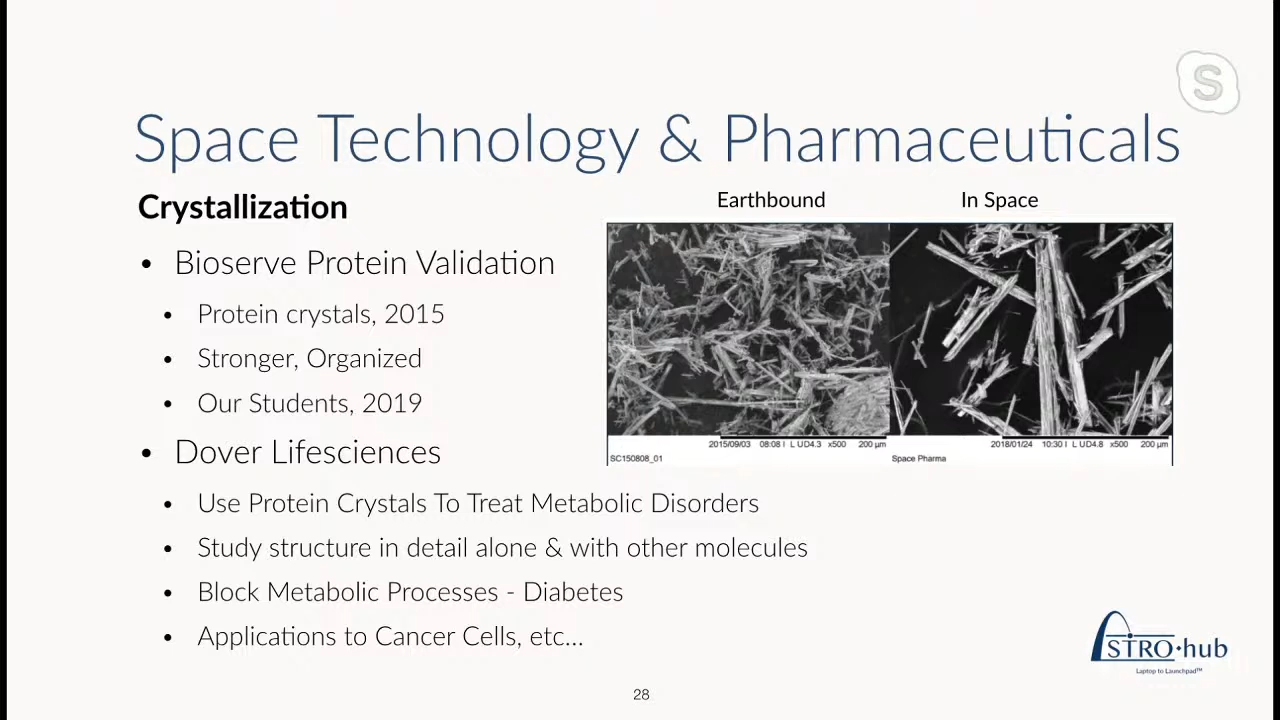 Space Technology & Pharmaceuticals
Crystallization
Earthbound
In Space
• Bioserve Protein Validation
• Protein crystals, 2015
• Stronger, Organized
• Our Students, 2019
• Dover Lifesciences
• Use Protein Crystals To Treat Metabolic Disorders
• Study structure in detail alone & with other molecules
• Block Metabolic Processes - Diabetes
• Applications to Cancer Cells, etc...
2015/09/03 08:08 L UD4.3 x500 200 µm
2018/01/24 10:30 L UD4.8 x500 200 µm
SC150808_01
Space Pharma
S
ASTRO·hub
Laptop to Launchpad™
28